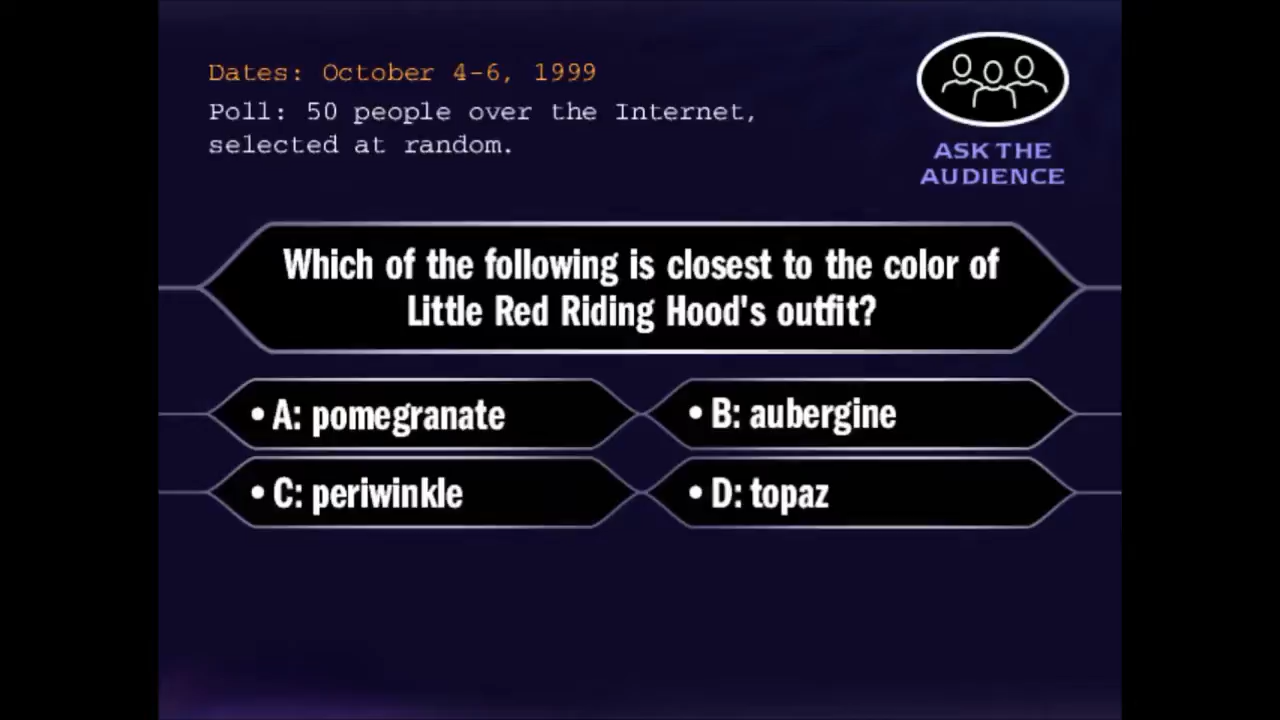 Dates: October 4-6, 1999
Poll: 50 people over the Internet,
selected at random.
ASK THE
AUDIENCE
Which of the following is closest to the color of
Little Red Riding Hood's outfit?
• A: pomegranate
• B: aubergine
• C: periwinkle
• D: topaz